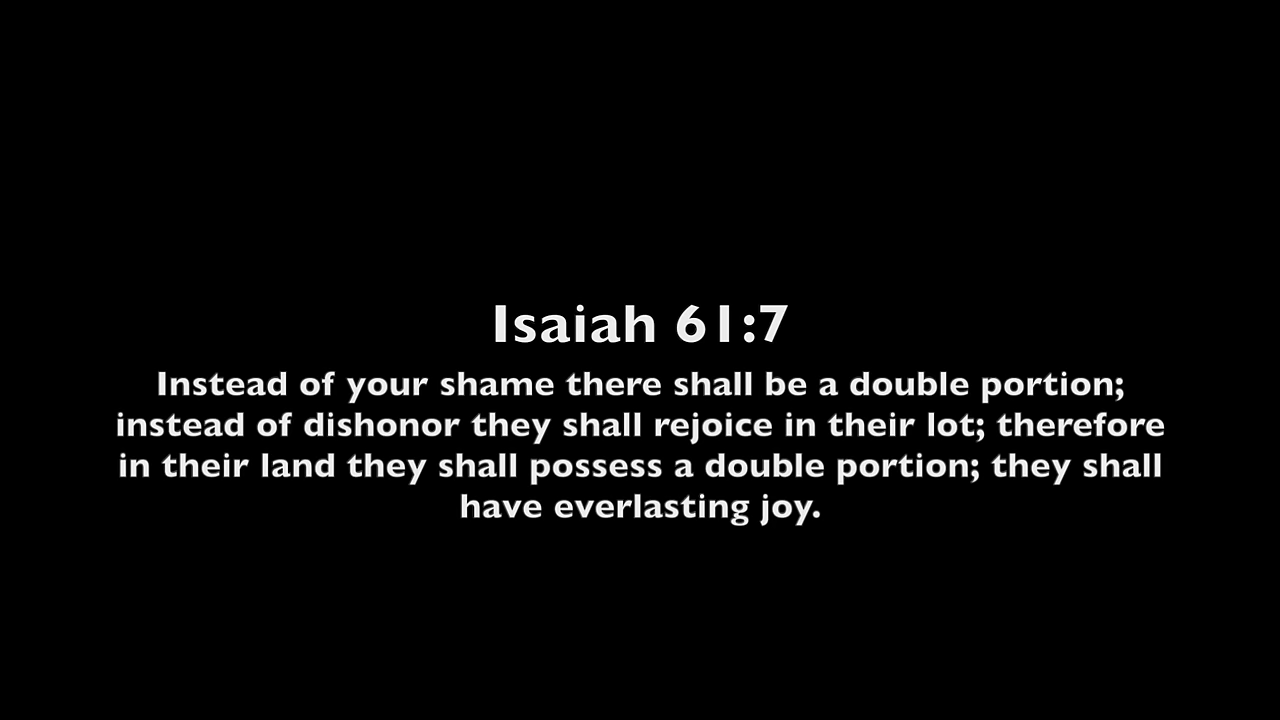 Isaiah 61:7
Instead of your shame there shall be a double portion;
instead of dishonor they shall rejoice in their lot; therefore
in their land they shall possess a double portion; they shall
have everlasting joy.